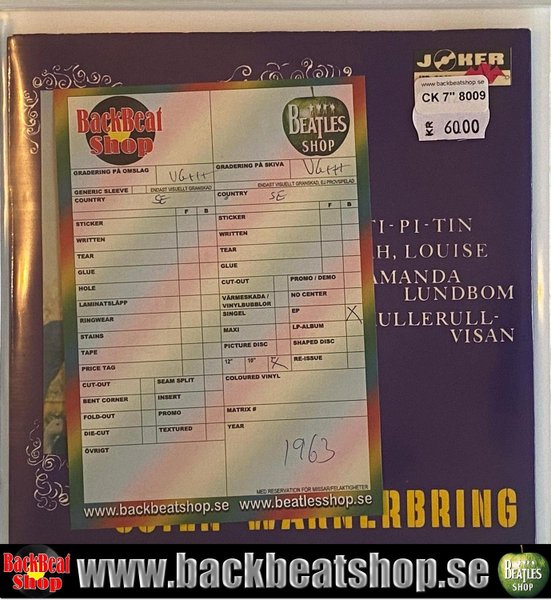 JOKER
www.backbeatshop.se
CK 7" 8009
KR 60.00
BackBeat
Shop
BEATLES
SHOP
GRADERING PÅ OMSLAG VG+++
GRADERING PÅ SKIVA VG+++
GENERIC SLEEVE ENDAST VISUELLT GRANSKAD
ENDAST VISUELLT GRANSKAD, EJ PROVSPELAD
COUNTRY SE
COUNTRY SE
F B
STICKER
WRITTEN
TEAR
GLUE
HOLE
LAMINATSLÄPP
RINGWEAR
STAINS
TAPE
PRICE TAG
CUT-OUT SEAM SPLIT
BENT CORNER INSERT
FOLD-OUT PROMO
DIE-CUT TEXTURED
ÖVRIGT
F B
STICKER
WRITTEN
TEAR
GLUE
CUT-OUT PROMO / DEMO
VÄRMESKADA /
VINYLBUBBLOR
NO CENTER
SINGEL EP X
MAXI LP-ALBUM
PICTURE DISC SHAPED DISC
12" 10" X RE-ISSUE
COLOURED VINYL
MATRIX #
YEAR
1963
MED RESERVATION FÖR MISSAR/FELAKTIGHETER
www.backbeatshop.se www.beatlesshop.se
TI-PI-TIN
H, LOUISE
AMANDA
LUNDBOM
ULLERULL-
VISAN
WARNERBRING
BackBeat
Shop
www.backbeatshop.se
BEATLES
SHOP